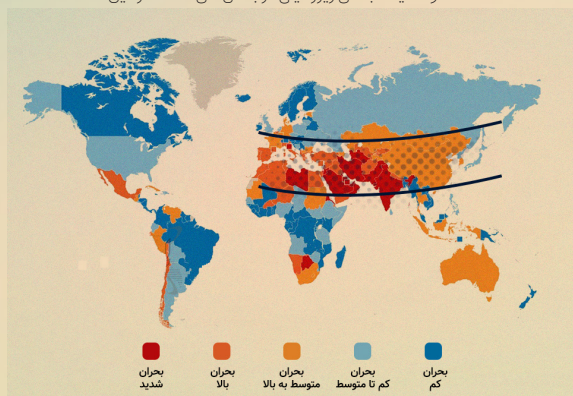 بحران
شدید
بحران
بالا
بحران
متوسط به بالا
بحران
کم تا متوسط
بحران
کم